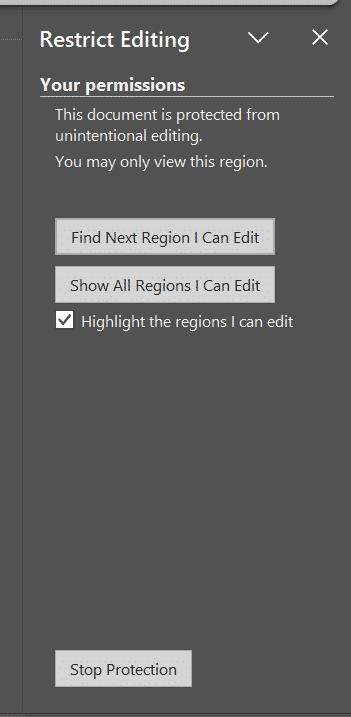 Restrict Editing
Your permissions
This document is protected from
unintentional editing.
You may only view this region.
Find Next Region I Can Edit
Show All Regions I Can Edit
Highlight the regions I can edit
Stop Protection